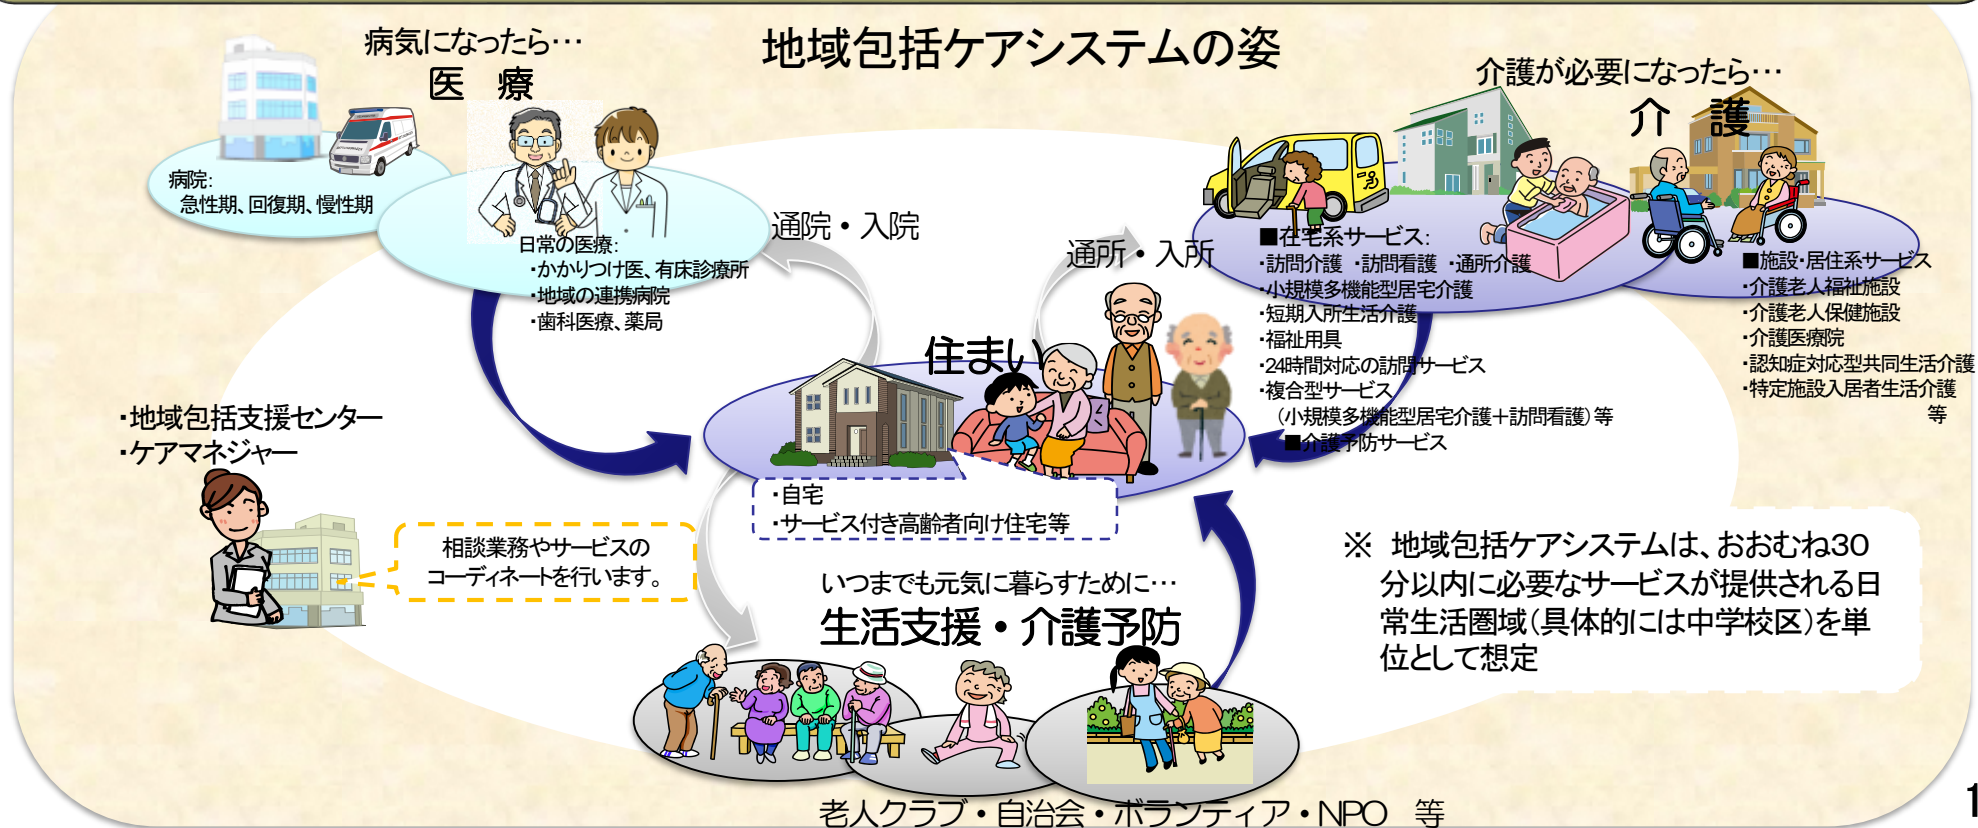 地域包括ケアシステムの姿
病気になったら･･･
医　療
病院:
急性期、回復期、慢性期
日常の医療:
・かかりつけ医、有床診療所
・地域の連携病院
・歯科医療、薬局
通院・入院
通所・入所
介護が必要になったら･･･
介　護
■在宅系サービス:
・訪問介護 ・訪問看護 ・通所介護
・小規模多機能型居宅介護
・短期入所生活介護
・福祉用具
・24時間対応の訪問サービス
・複合型サービス
（小規模多機能型居宅介護＋訪問看護）等
■介護予防サービス
■施設・居住系サービス
・介護老人福祉施設
・介護老人保健施設
・介護医療院
・認知症対応型共同生活介護
・特定施設入居者生活介護
等
住まい
・自宅
・サービス付き高齢者向け住宅等
・地域包括支援センター
・ケアマネジャー
相談業務やサービスの
コーディネートを行います。
いつまでも元気に暮らすために･･･
生活支援・介護予防
老人クラブ・自治会・ボランティア・NPO　等
※　地域包括ケアシステムは、おおむね30
分以内に必要なサービスが提供される日
常生活圏域（具体的には中学校区）を単
位として想定
1